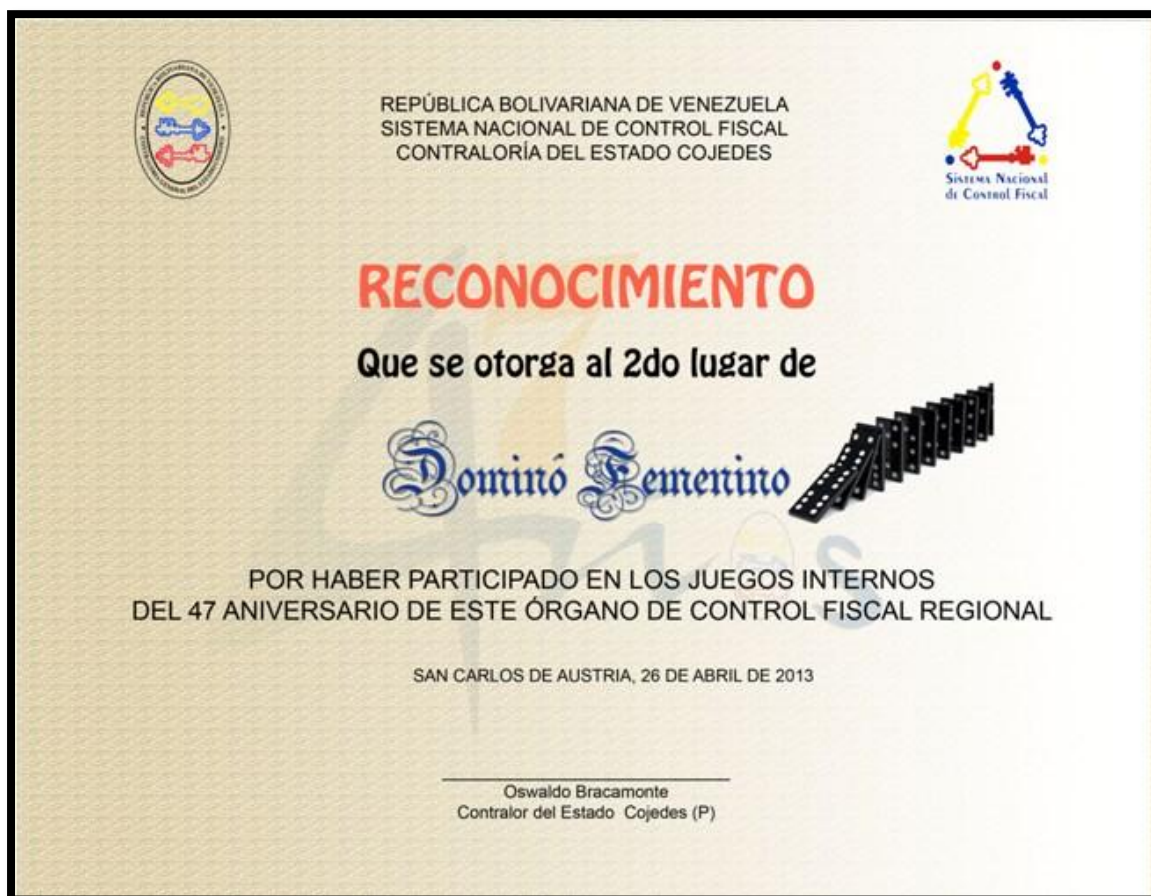 REPÚBLICA BOLIVARIANA DE VENEZUELA
SISTEMA NACIONAL DE CONTROL FISCAL
CONTRALORÍA DEL ESTADO COJEDES
Sistema Nacional
de Control Fiscal
RECONOCIMIENTO
Que se otorga al 2do lugar de
Dominó Femenino
47 años
POR HABER PARTICIPADO EN LOS JUEGOS INTERNOS
DEL 47 ANIVERSARIO DE ESTE ÓRGANO DE CONTROL FISCAL REGIONAL
SAN CARLOS DE AUSTRIA, 26 DE ABRIL DE 2013
Oswaldo Bracamonte
Contralor del Estado Cojedes (P)